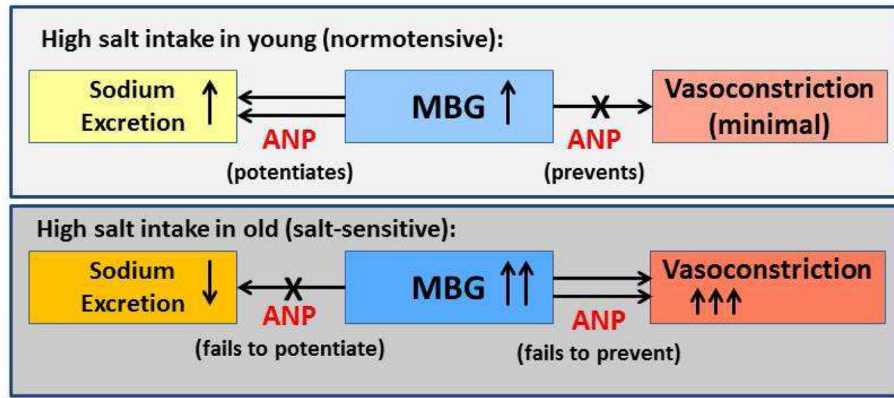 High salt intake in young (normotensive):
Sodium
Excretion ↑
MBG ↑
Vasoconstriction
(minimal)
X
ANP
ANP
(potentiates)
(prevents)
High salt intake in old (salt-sensitive):
Sodium
Excretion ↓
MBG ↑↑
Vasoconstriction
↑↑↑
X
ANP
ANP
(fails to potentiate)
(fails to prevent)